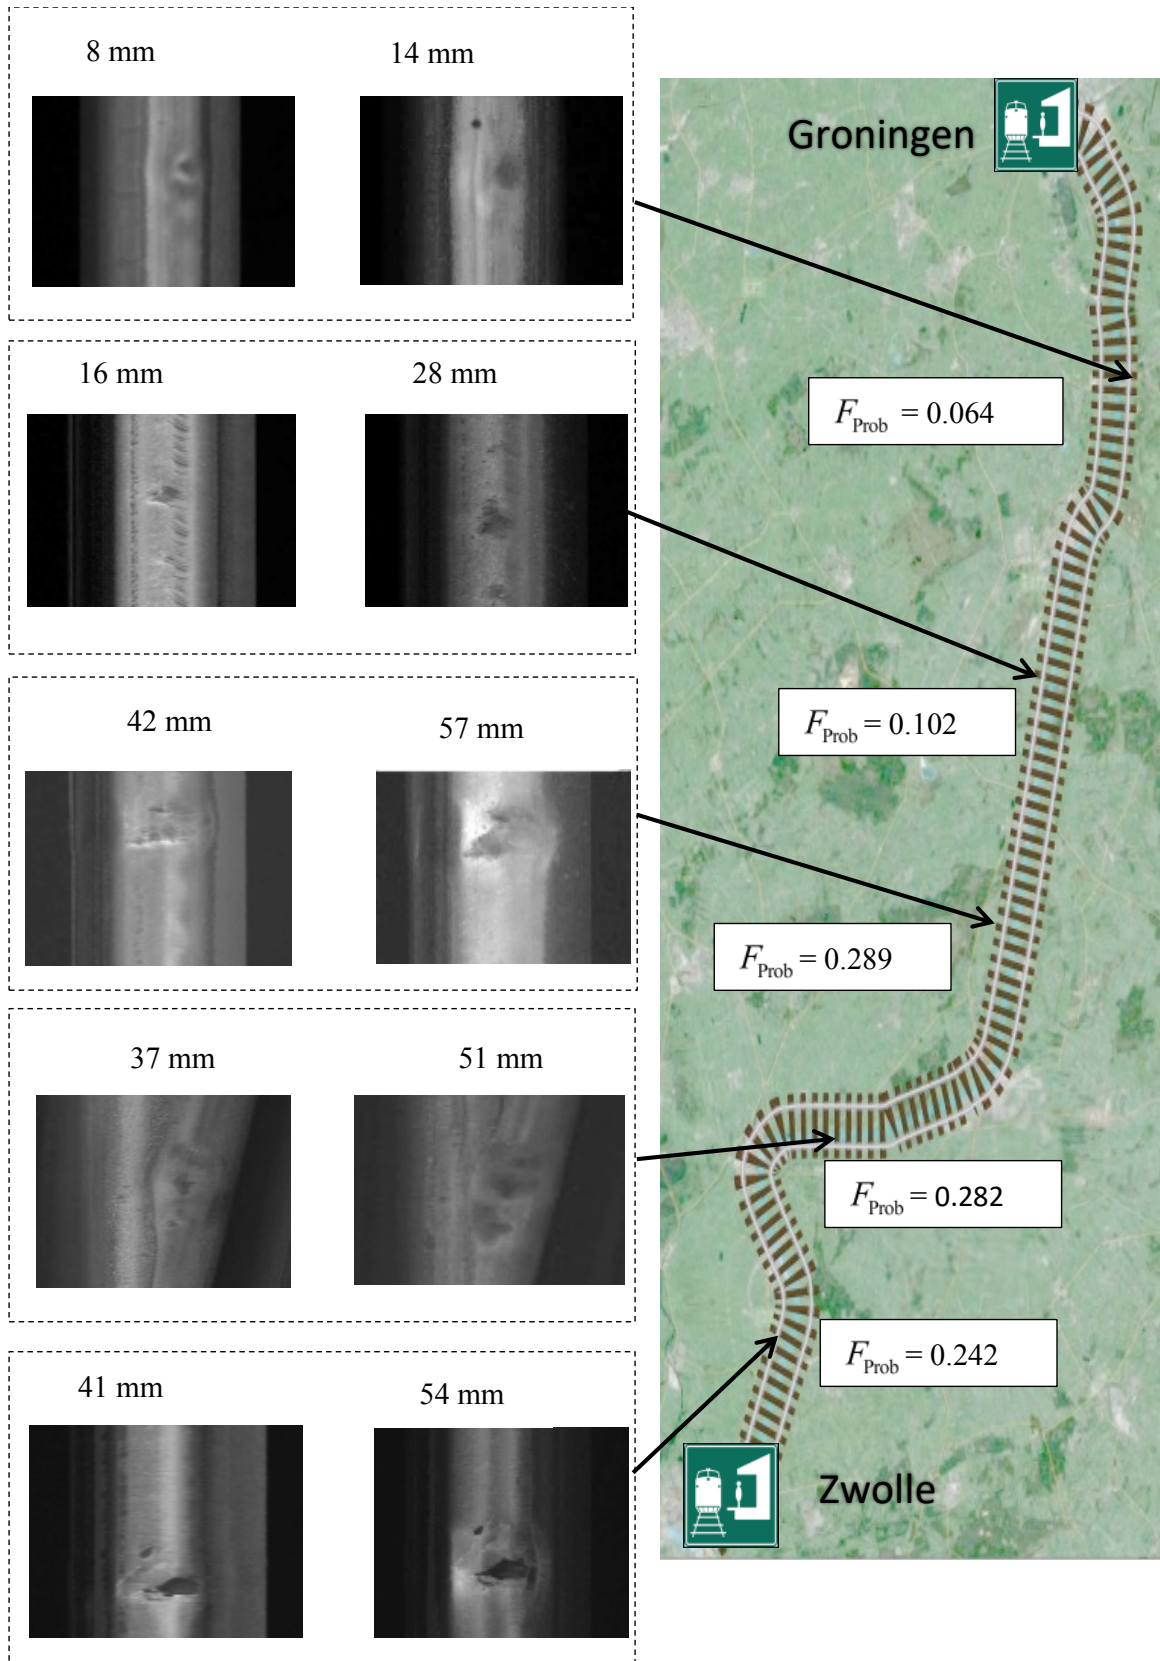 8 mm
14 mm
16 mm
28 mm
42 mm
57 mm
37 mm
51 mm
41 mm
54 mm
Groningen
F_Prob = 0.064
F_Prob = 0.102
F_Prob = 0.289
F_Prob = 0.282
F_Prob = 0.242
Zwolle